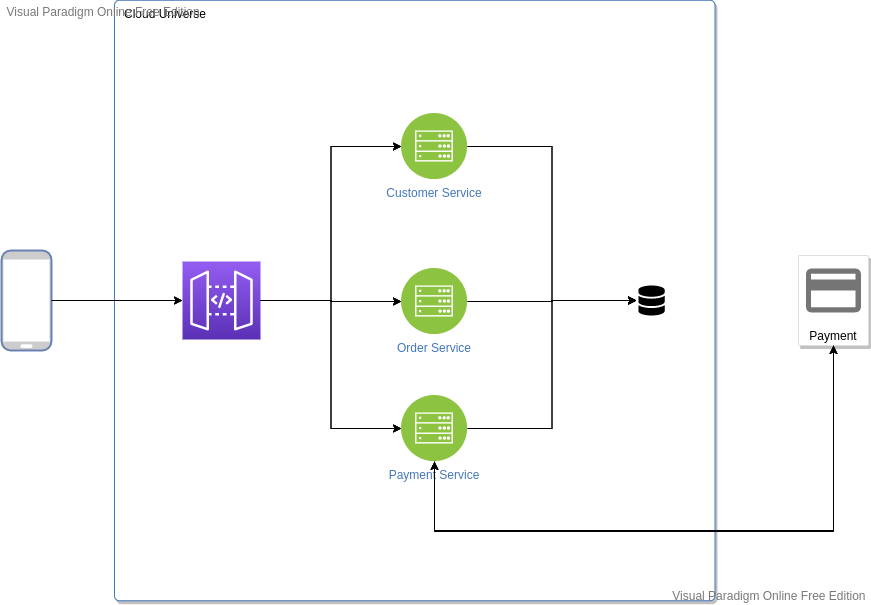 Visual Paradigm Online Free Edition
Cloud Universe
Customer Service
Order Service
Payment
Payment Service
Visual Paradigm Online Free Edition